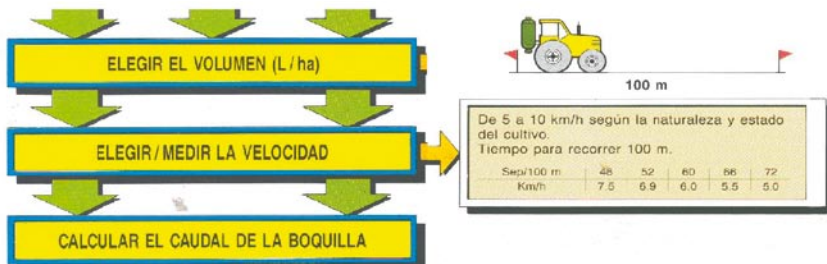 ELEGIR EL VOLUMEN (L/ha)
100 m
De 5 a 10 km/h según la naturaleza y estado
del cultivo.
Tiempo para recorrer 100 m.
Sep/100 m 48 52 60 66 72
Km/h 7.5 6.9 6.0 5.5 5.0
ELEGIR/MEDIR LA VELOCIDAD
CALCULAR EL CAUDAL DE LA BOQUILLA